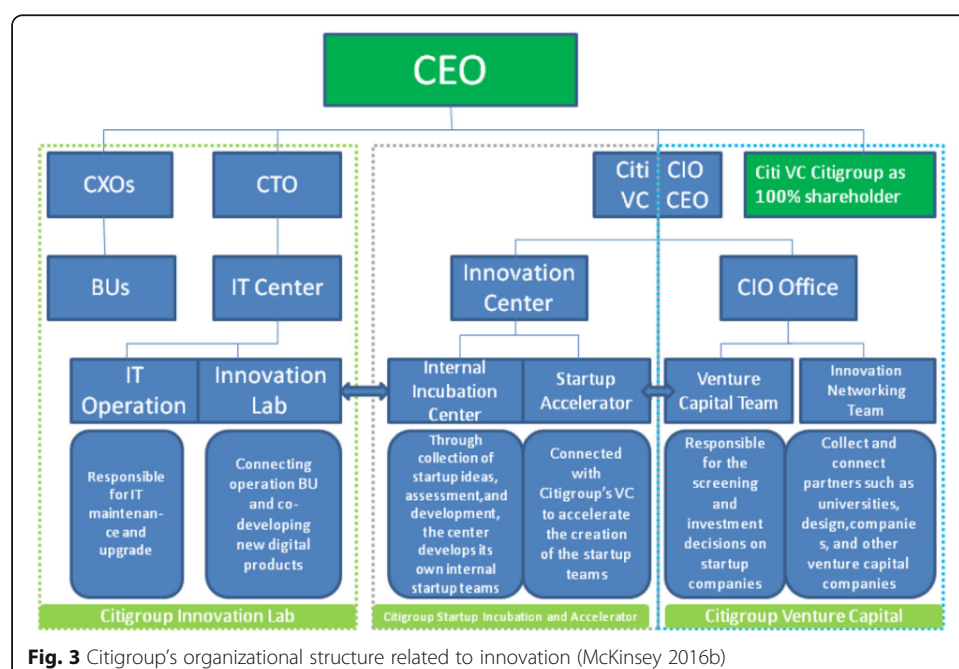 CEO
CXOs
CTO
Citi
VC
CIO
CEO
Citi VC Citigroup as
100% shareholder
BUs
IT Center
Innovation
Center
CIO Office
IT
Operation
Innovation
Lab
Internal
Incubation
Center
Startup
Accelerator
Venture
Capital Team
Innovation
Networking
Team
Responsible
for IT
maintenan-
ce and
upgrade
Connecting
operation BU
and co-
developing
new digital
products
Through
collection of
startup ideas,
assessment,and
development,
the center
develops its
own internal
startup teams
Connected
with
Citigroup's VC
to accelerate
the creation
of the startup
teams
Responsible
for the
screening
and
investment
decisions on
startup
companies
Collect and
connect
partners such as
universities,
design,companie
s, and other
venture capital
companies
Citigroup Innovation Lab
Citigroup Startup Incubation and Accelerator
Citigroup Venture Capital
Fig. 3 Citigroup's organizational structure related to innovation (McKinsey 2016b)